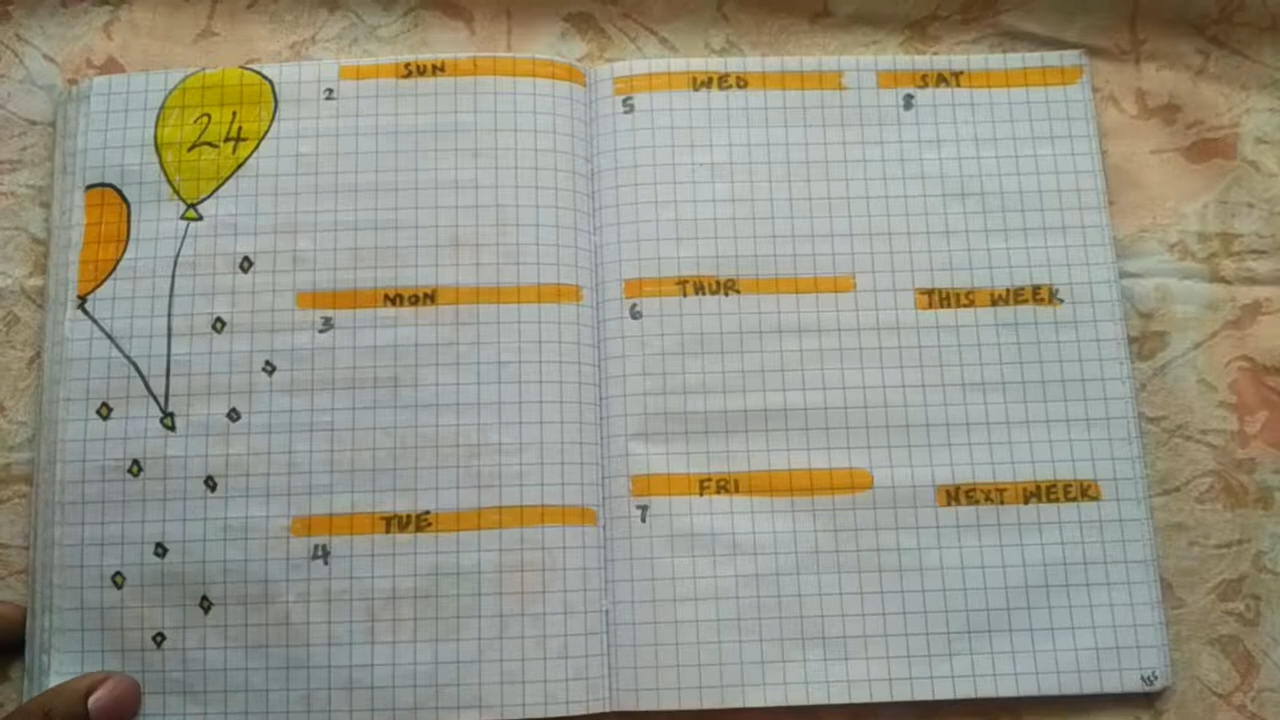 24
SUN
2
MON
3
TUE
4
WED
5
THUR
6
FRI
7
SAT
8
THIS WEEK
NEXT WEEK